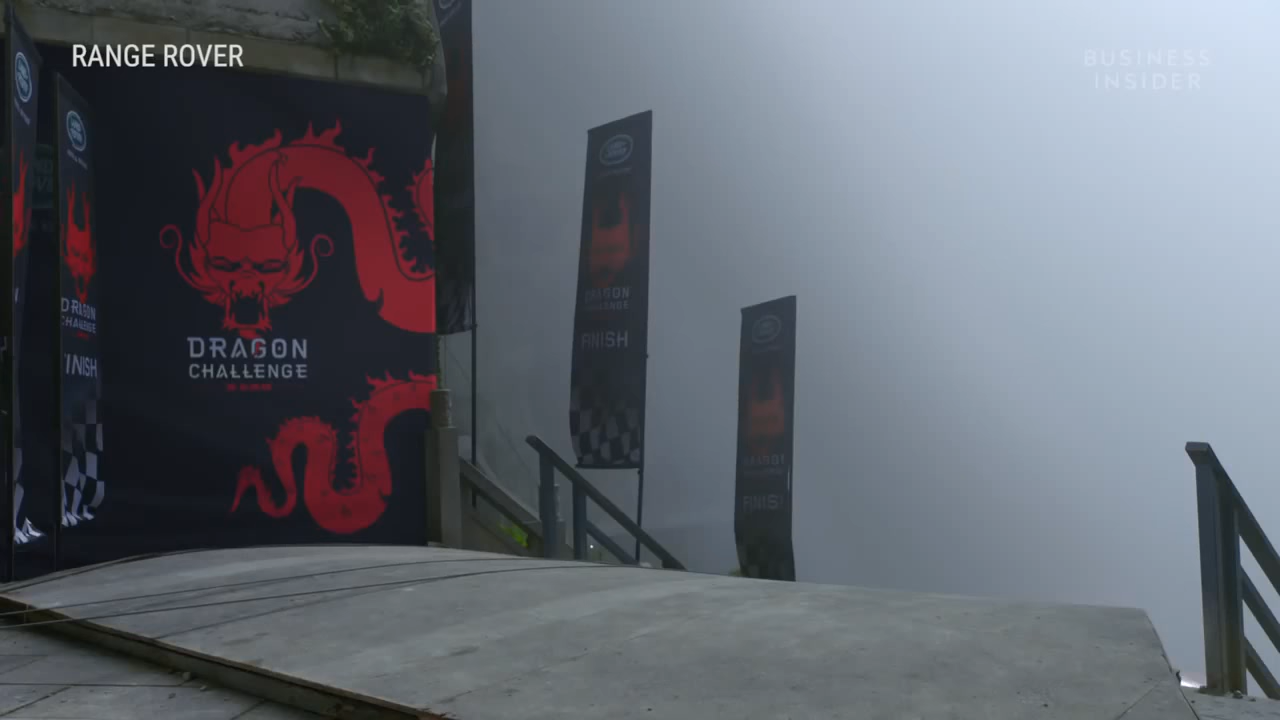 RANGE ROVER
BUSINESS
INSIDER
DRAGON
CHALLENGE
DRAGON
CHALLENGE
FINISH
DRAGON
CHALLENGE
FINISH
FINISH